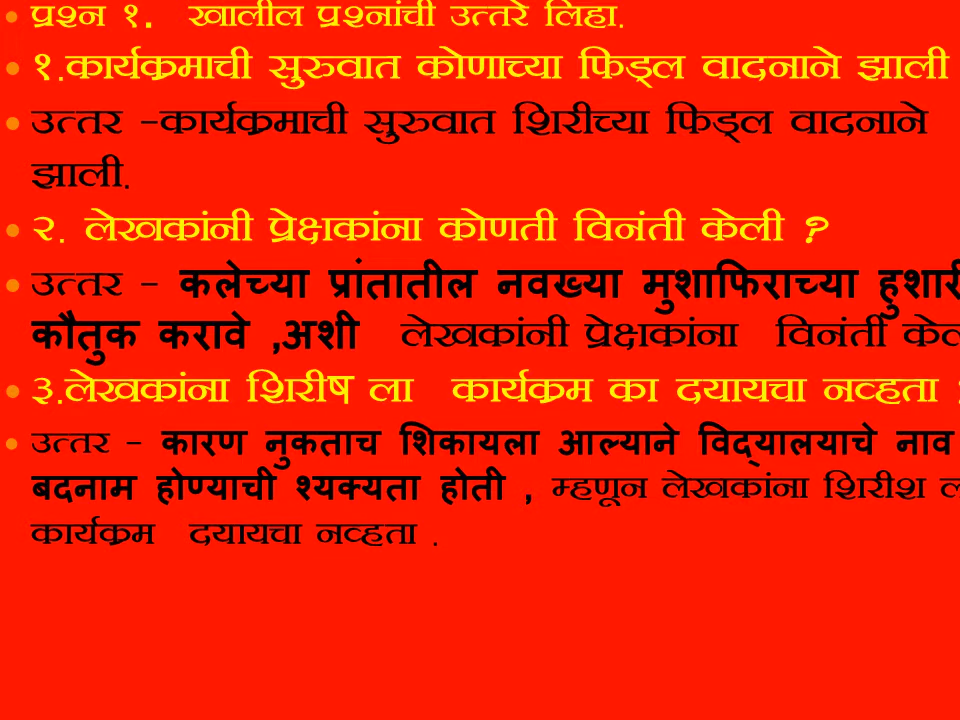 • प्रश्न १. खालील प्रश्नांची उत्तरे लिहा.
• १.कार्यक्रमाची सुरुवात कोणाच्या फिड्ल वादनाने झाली
• उत्तर -कार्यक्रमाची सुरुवात शिरीच्या फिड्ल वादनाने
झाली.
• २. लेखकांनी प्रेक्षकांना कोणती विनंती केली ?
• उत्तर - कलेच्या प्रांतातील नवख्या मुशाफिराच्या
कौतुक करावे ,अशी लेखकांनी प्रेक्षकांना विनंती
• ३.लेखकांना शिरीष ला कार्यक्रम का दयायचा नव्हता
• उत्तर - कारण नुकताच शिकायला आल्याने विद्‌यालयाचे नाव
बदनाम होण्याची श्यक्यता होती , म्हणून लेखकांना शिरीश
कार्यक्रम दयायचा नव्हता .